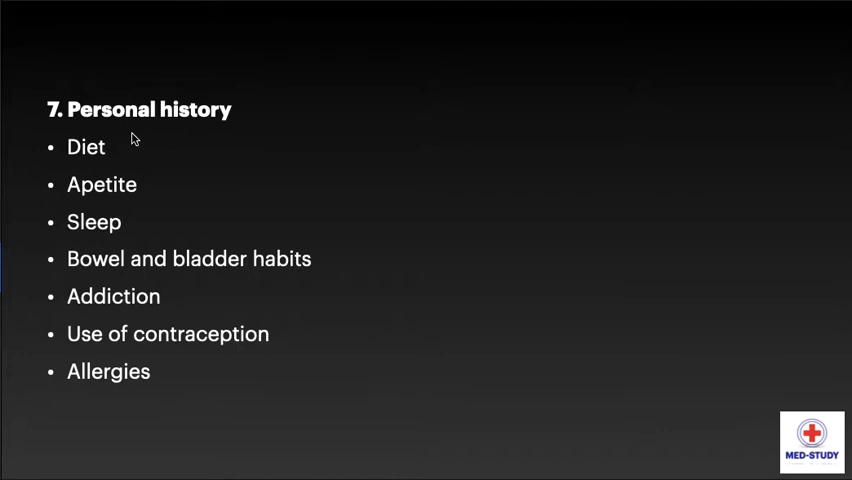 7. Personal history
• Diet
• Apetite
• Sleep
• Bowel and bladder habits
• Addiction
• Use of contraception
• Allergies
MED-STUDY